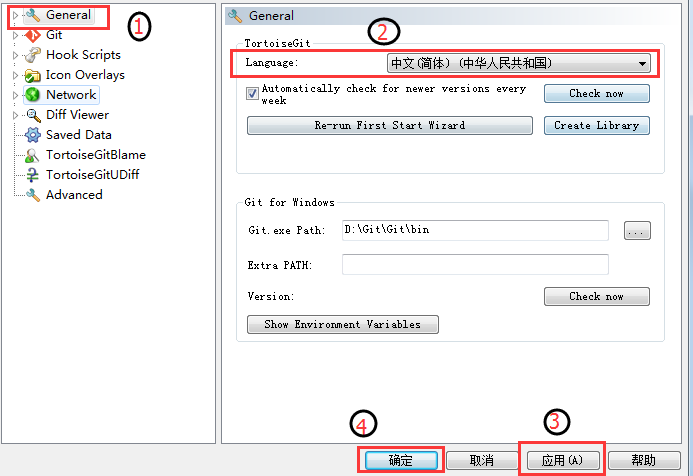 General
Git
Hook Scripts
Icon Overlays
Network
Diff Viewer
Saved Data
TortoiseGitBlame
TortoiseGitUDiff
Advanced
1
General
2
TortoiseGit
Language: 中文(简体) (中华人民共和国)
Automatically check for newer versions every
week
Check now
Re-run First Start Wizard
Create Library
Git for Windows
Git.exe Path: D:\Git\Git\bin ...
Extra PATH:
Version: Check now
Show Environment Variables
4
3
确定 取消 应用(A) 帮助